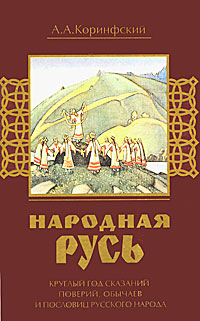 А.А.Коринфский
НАРОДНАЯ
РУСЬ
КРУГЛЫЙ ГОД СКАЗАНИЙ
ПОВЕРИЙ, ОБЫЧАЕВ
И ПОСЛОВИЦ РУССКОГО НАРОДА